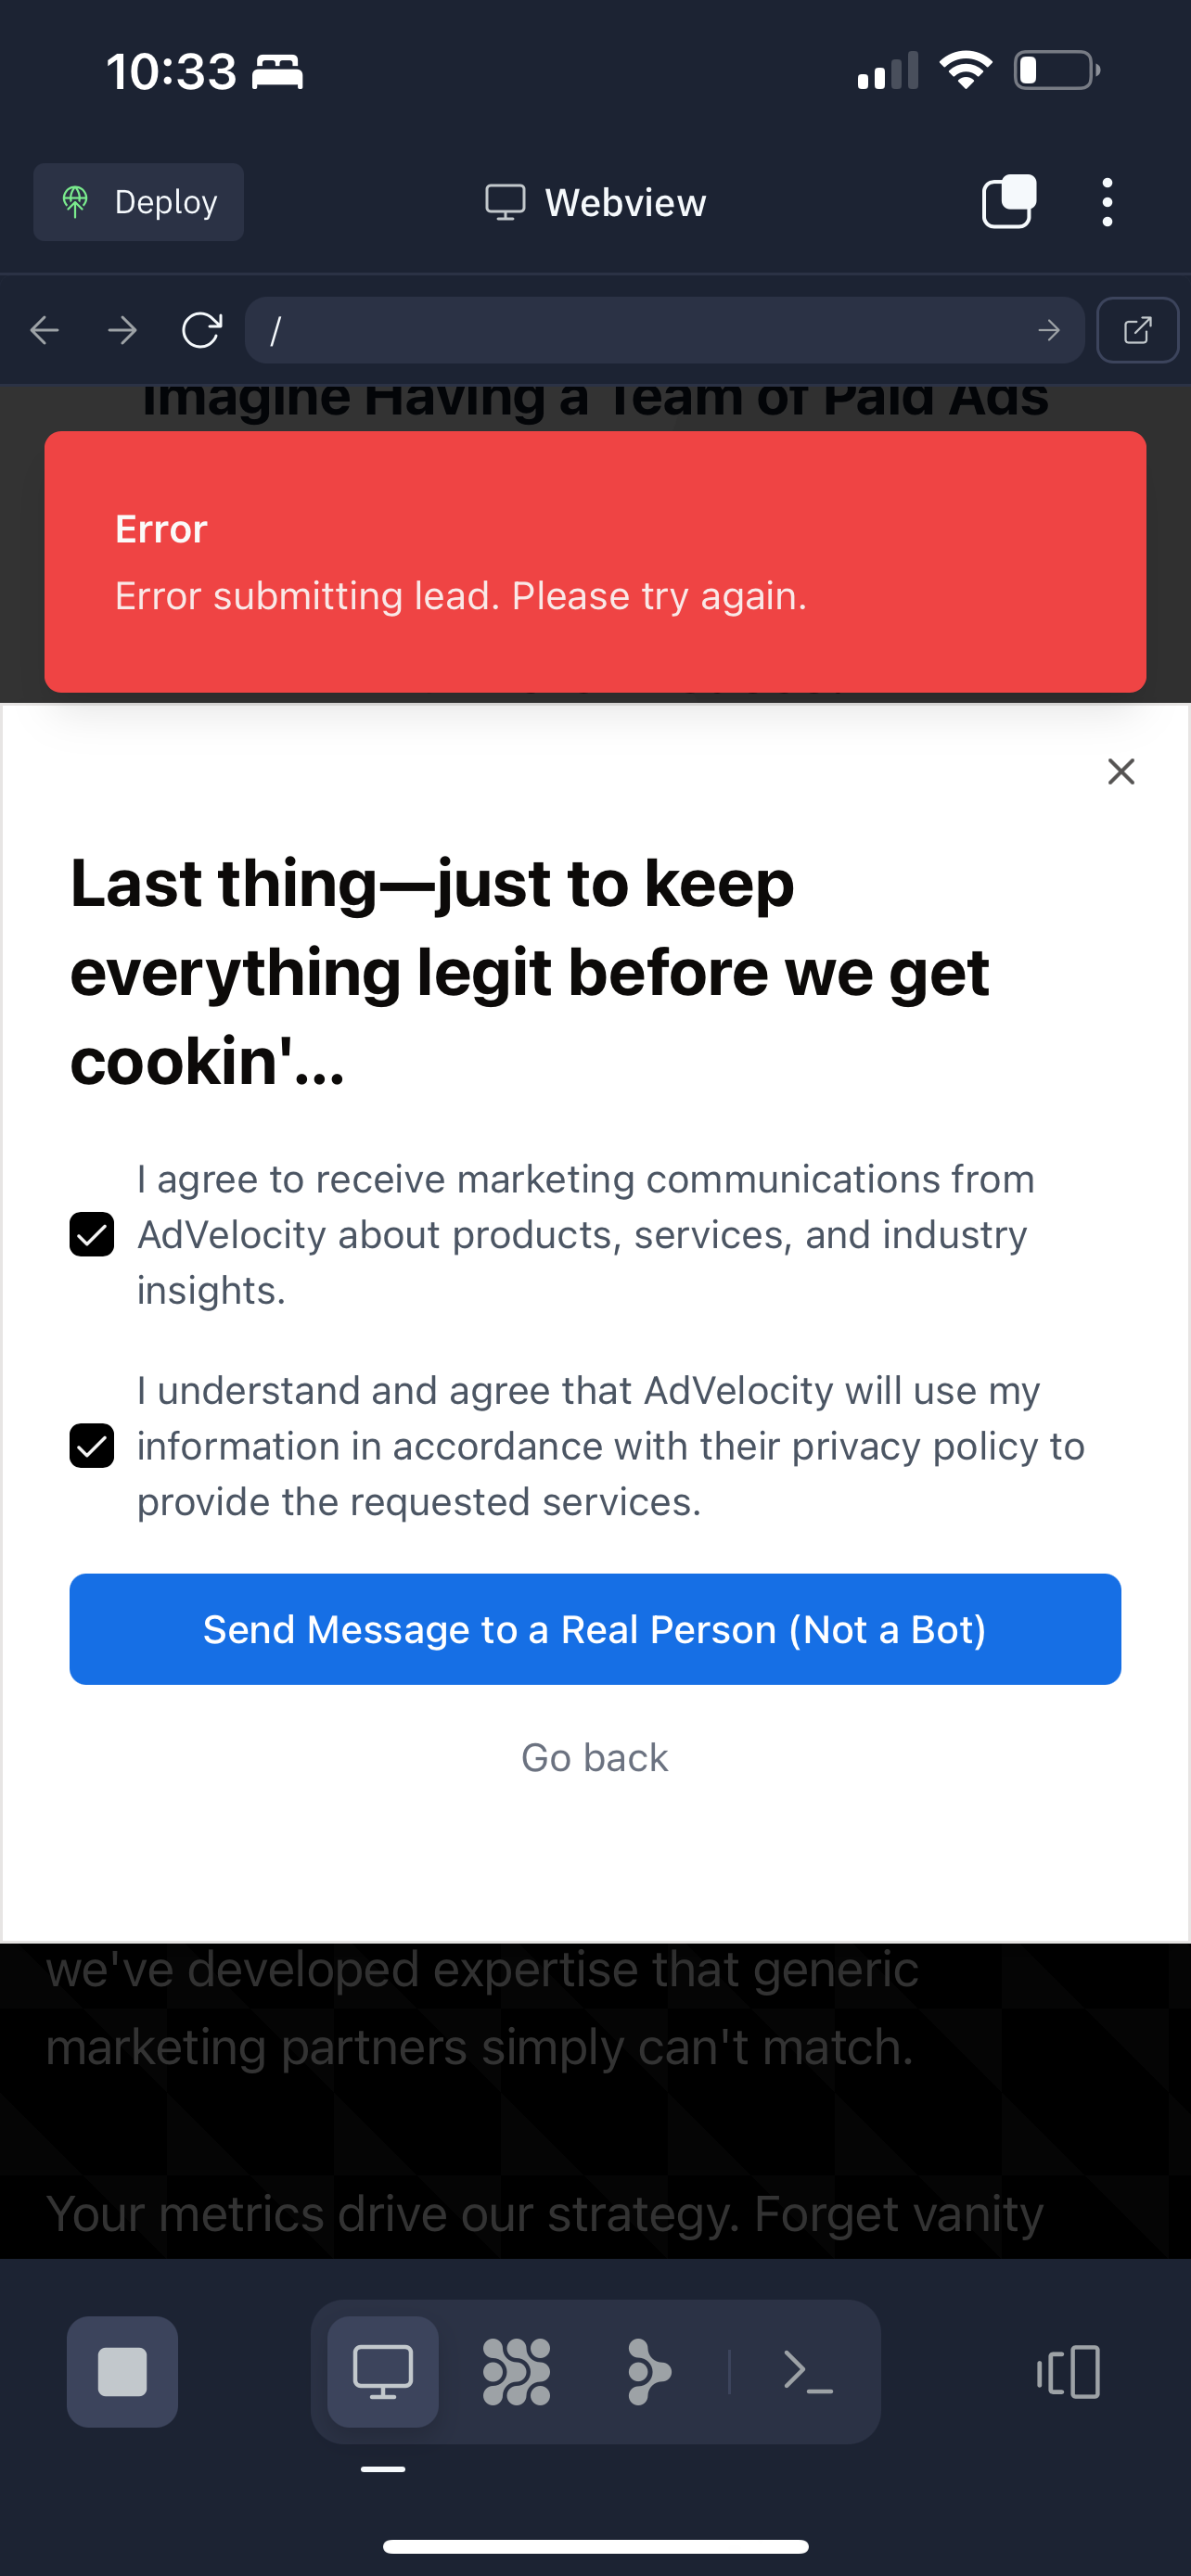 10:33
Deploy
Webview
/
Imagine Having a Team of Paid Ads
Error
Error submitting lead. Please try again.
Last thing—just to keep
everything legit before we get
cookin'...
I agree to receive marketing communications from
AdVelocity about products, services, and industry
insights.
I understand and agree that AdVelocity will use my
information in accordance with their privacy policy to
provide the requested services.
Send Message to a Real Person (Not a Bot)
Go back
we've developed expertise that generic
marketing partners simply can't match.
Your metrics drive our strategy. Forget vanity